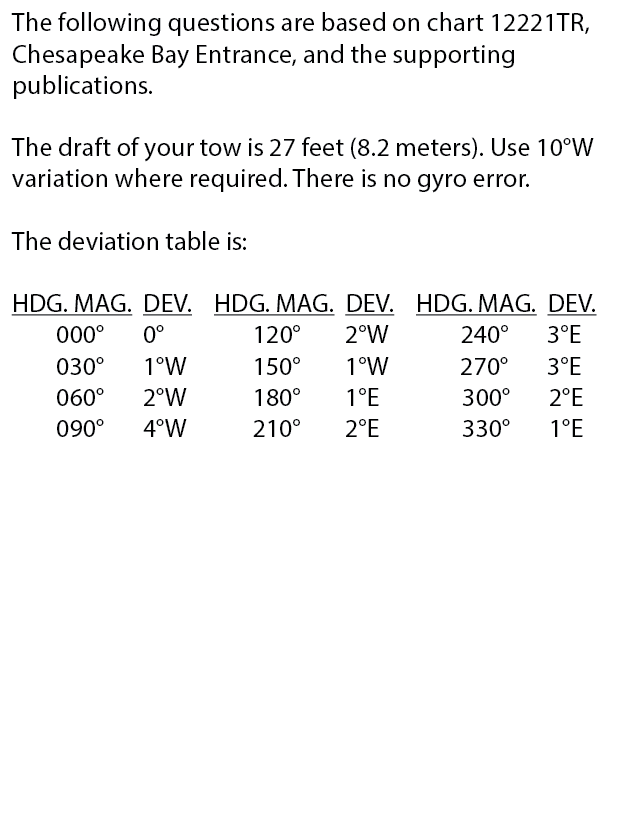 The following questions are based on chart 12221TR,
Chesapeake Bay Entrance, and the supporting
publications.
The draft of your tow is 27 feet (8.2 meters). Use 10°W
variation where required. There is no gyro error.
The deviation table is:
HDG. MAG. DEV. HDG. MAG. DEV. HDG. MAG. DEV.
000° 0° 120° 2°W 240° 3°E
030° 1°W 150° 1°W 270° 3°E
060° 2°W 180° 1°E 300° 2°E
090° 4°W 210° 2°E 330° 1°E